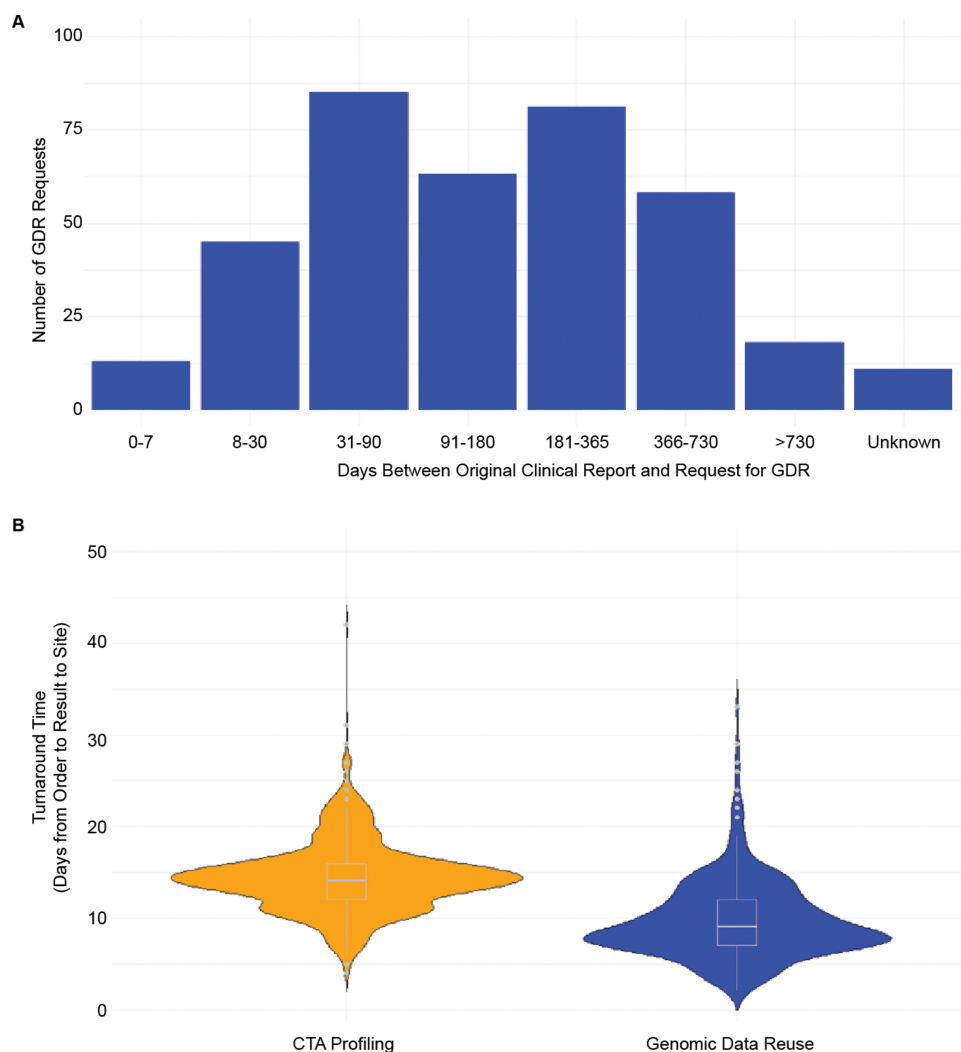 A
100
75
50
25
0
Number of GDR Requests
0-7 8-30 31-90 91-180 181-365 366-730 >730 Unknown
Days Between Original Clinical Report and Request for GDR
B
50
40
30
20
10
0
Turnaround Time
(Days from Order to Result to Site)
CTA Profiling Genomic Data Reuse